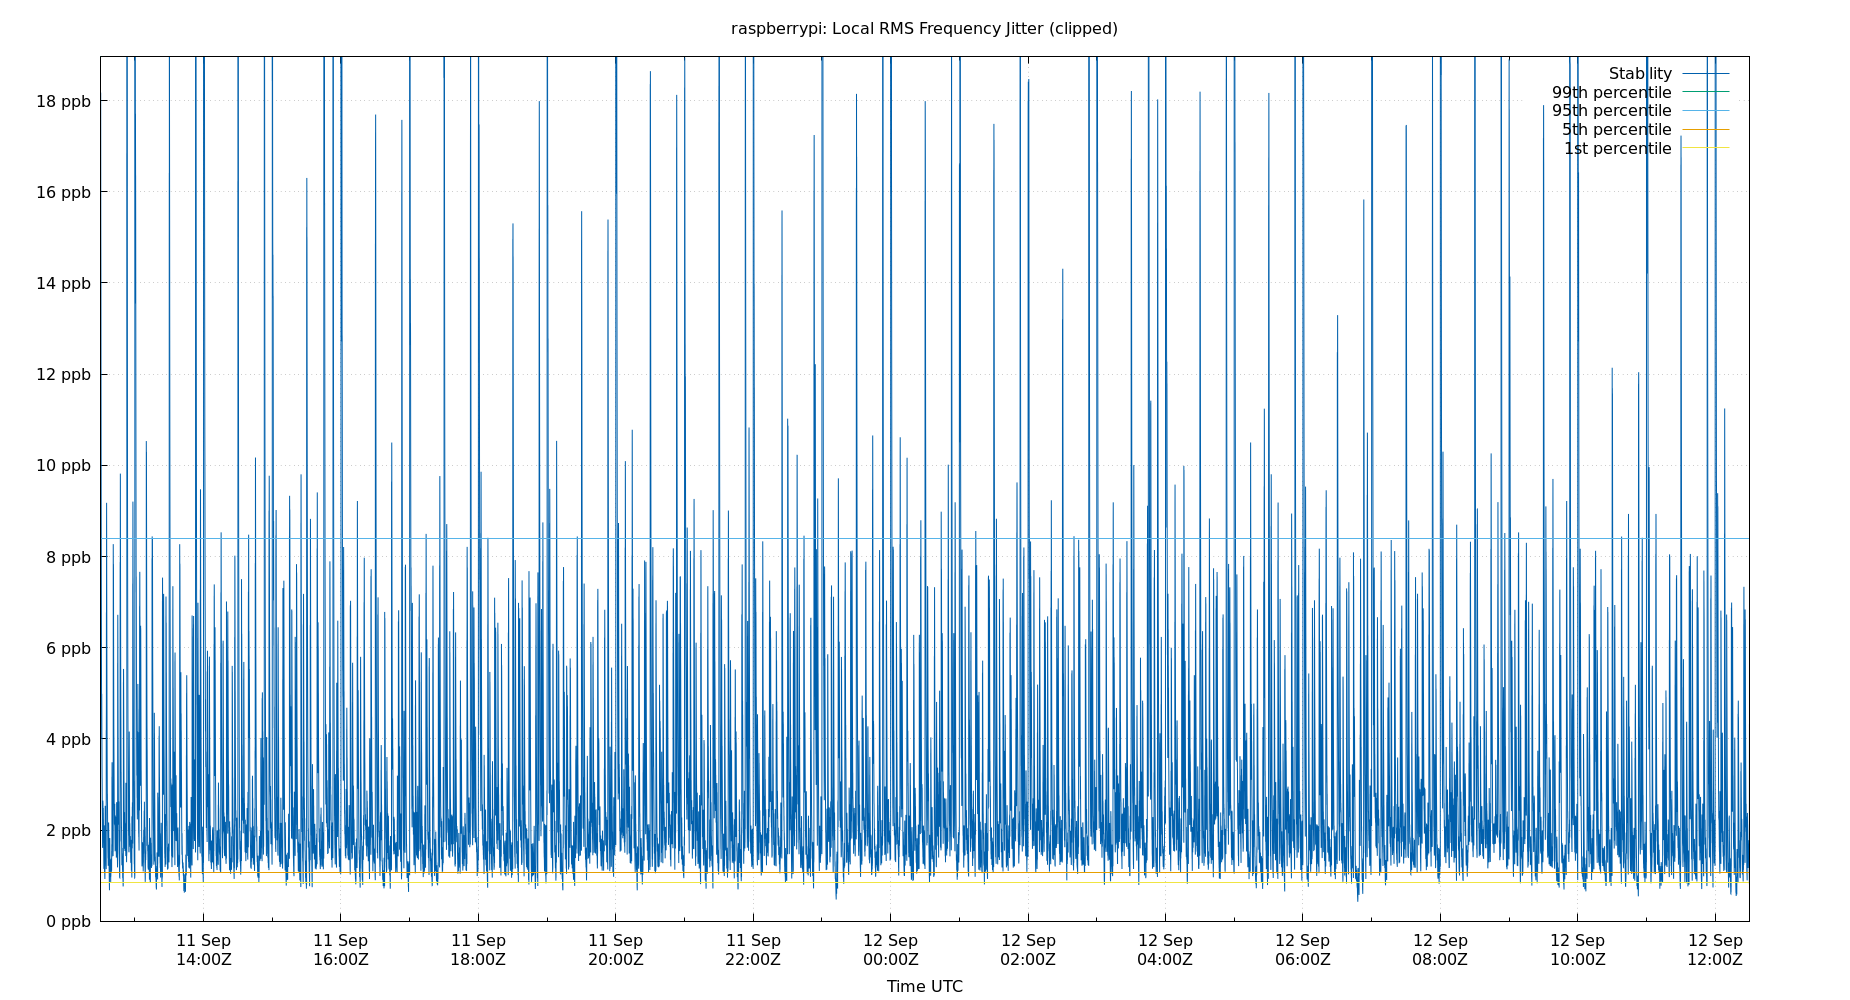 raspberrypi: Local RMS Frequency Jitter (clipped)
Stability
99th percentile
95th percentile
5th percentile
1st percentile
18 ppb
16 ppb
14 ppb
12 ppb
10 ppb
8 ppb
6 ppb
4 ppb
2 ppb
0 ppb
11 Sep 11 Sep 11 Sep 11 Sep 11 Sep 12 Sep 12 Sep 12 Sep 12 Sep 12 Sep 12 Sep 12 Sep
14:00Z 16:00Z 18:00Z 20:00Z 22:00Z 00:00Z 02:00Z 04:00Z 06:00Z 08:00Z 10:00Z 12:00Z
Time UTC